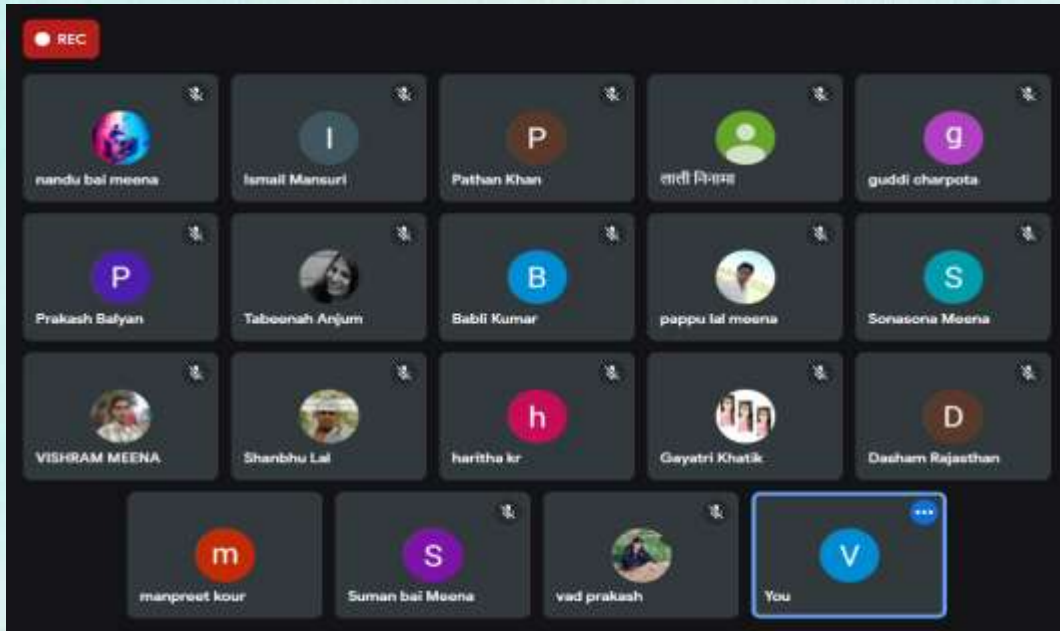 REC
nandu bai meena
I
Ismail Mansuri
P
Pathan Khan
लाली निनामा
g
guddi charpota
P
Prakash Balyan
Tabeenah Anjum
B
Babli Kumar
pappu lal meena
S
Sonasona Meena
VISHRAM MEENA
Shanbhu Lal
h
haritha kr
Gayatri Khatik
D
Dasham Rajasthan
m
manpreet kour
S
Suman bai Meena
vad prakash
V
You